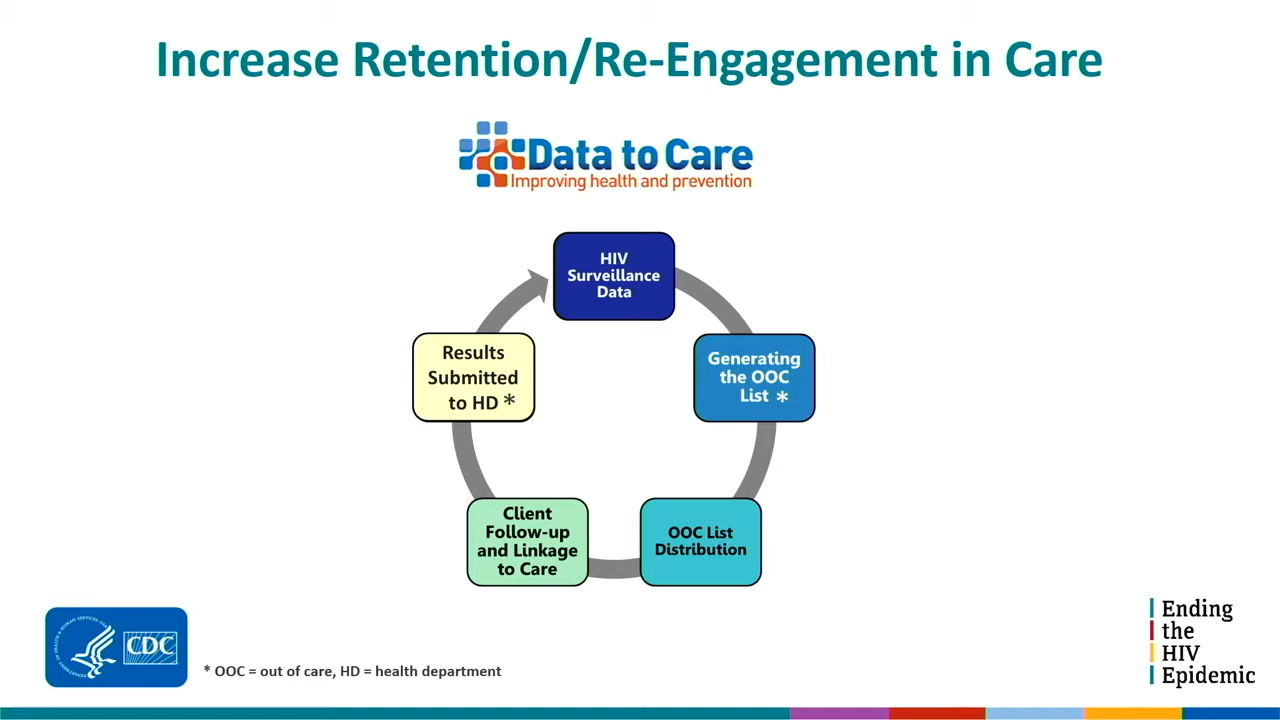 Increase Retention/Re-Engagement in Care
Data to Care
Improving health and prevention
HIV
Surveillance
Data
Generating
the OOC
List *
OOC List
Distribution
Client
Follow-up
and Linkage
to Care
Results
Submitted
to HD *
CDC
* OOC = out of care, HD = health department
Ending
the
HIV
Epidemic